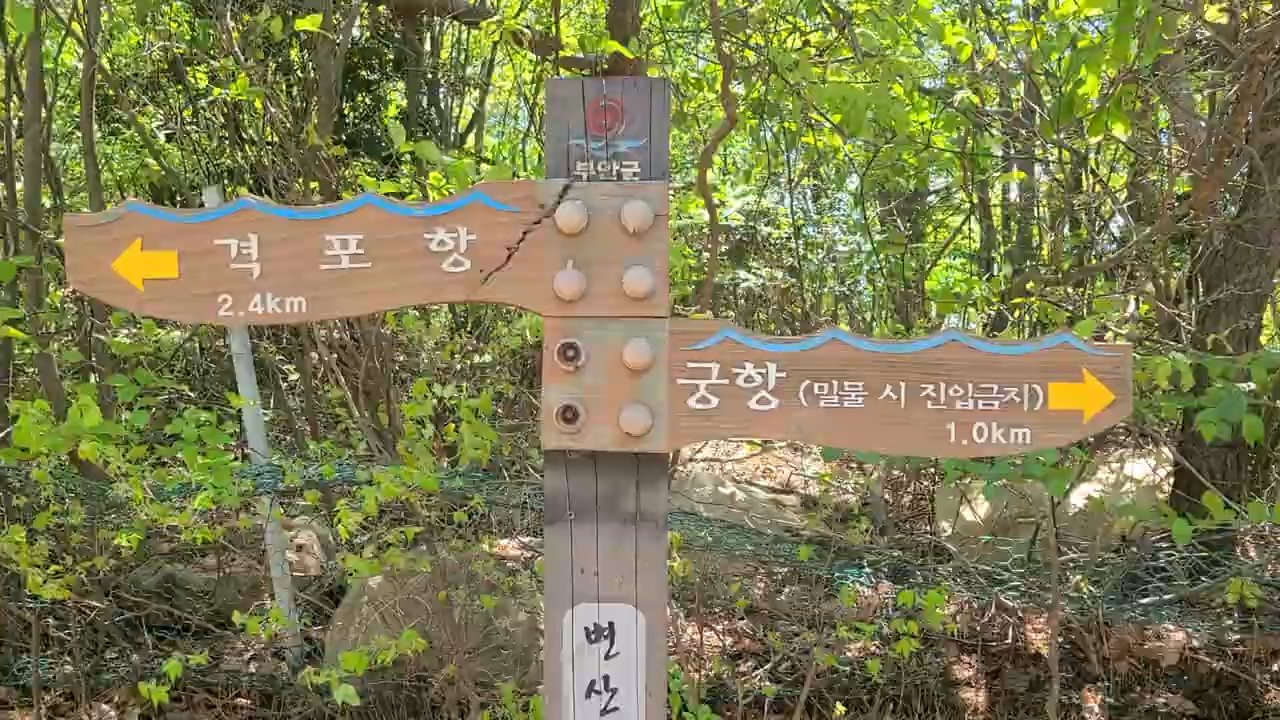 부안군
격 포 항
2.4km
궁항 (밀물 시 진입금지)
1.0km
변
산